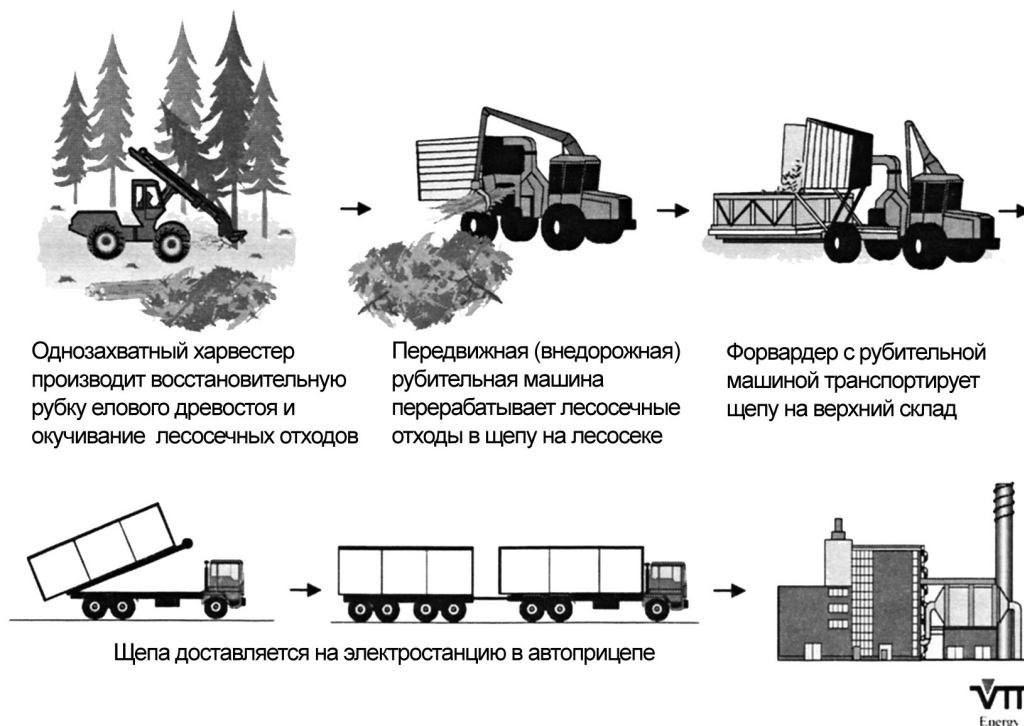 Однозахватный харвестер
производит восстановительную
рубку елового древостоя и
окучивание лесосечных отходов
Передвижная (внедорожная)
рубительная машина
перерабатывает лесосечные
отходы в щепу на лесосеке
Форвардер с рубительной
машиной транспортирует
щепу на верхний склад
Щепа доставляется на электростанцию в автоприцепе
VTT
Energy